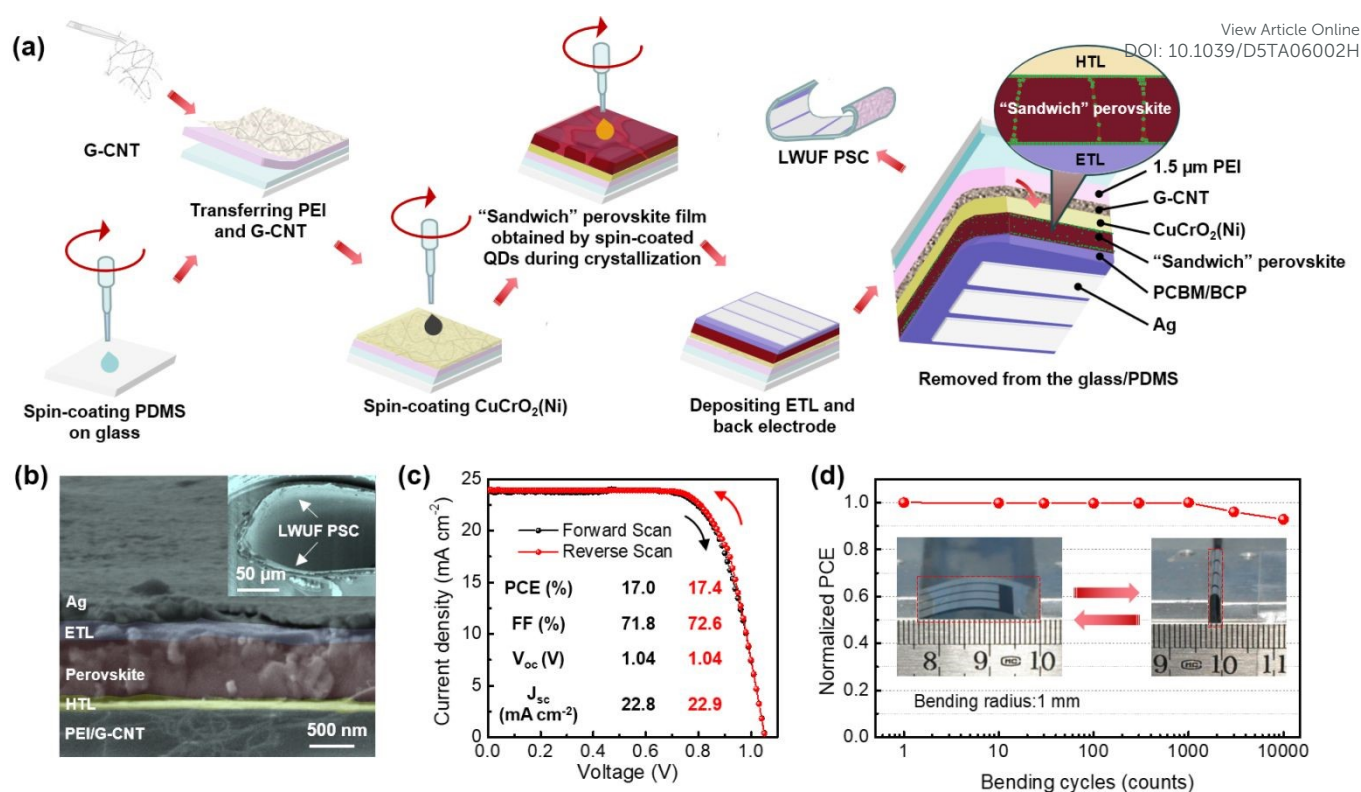 View Article Online
DOI: 10.1039/D5TA06002H
(a)
G-CNT
Transferring PEI
and G-CNT
Spin-coating PDMS
on glass
Spin-coating CuCrO₂(Ni)
“Sandwich” perovskite film
obtained by spin-coated
QDs during crystallization
Depositing ETL and
back electrode
LWUF PSC
HTL
“Sandwich” perovskite
ETL
1.5 µm PEI
G-CNT
CuCrO₂(Ni)
“Sandwich” perovskite
PCBM/BCP
Ag
Removed from the glass/PDMS
(b)
LWUF PSC
50 µm
Ag
ETL
Perovskite
HTL
PEI/G-CNT
500 nm
(c)
Current density (mA cm⁻²)
25
20
15
10
5
0
Forward Scan
Reverse Scan
PCE (%) 17.0 17.4
FF (%) 71.8 72.6
Voc (V) 1.04 1.04
Jsc
(mA cm⁻²) 22.8 22.9
0.0 0.2 0.4 0.6 0.8 1.0
Voltage (V)
(d)
Normalized PCE
1.0
0.8
0.6
0.4
0.2
0.0
8 9 10
9 10 11
Bending radius:1 mm
1 10 100 1000 10000
Bending cycles (counts)